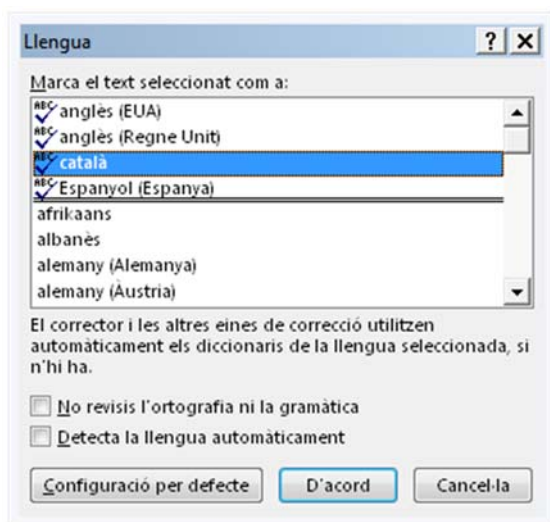 Llengua
Marca el text seleccionat com a:
anglès (EUA)
anglès (Regne Unit)
català
Espanyol (Espanya)
afrikaans
albanès
alemany (Alemanya)
alemany (Àustria)
El corrector i les altres eines de correcció utilitzen
automàticament els diccionaris de la llengua seleccionada, si
n'hi ha.
No revisis l'ortografia ni la gramàtica
Detecta la llengua automàticament
Configuració per defecte D'acord Cancel·la